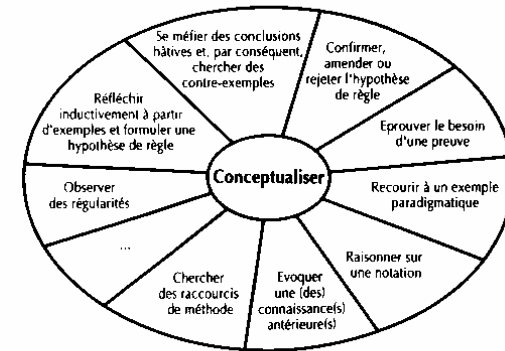 Se méfier des conclusions
hâtives et, par conséquent,
chercher des
contre-exemples
Confirmer,
amender ou
rejeter l'hypothèse
de règle
Eprouver le besoin
d'une preuve
Recourir à un exemple
paradigmatique
Raisonner sur
une notation
Evoquer
une (des)
connaissance(s)
antérieure(s)
Chercher
des raccourcis
de méthode
...
Observer
des régularités
Réfléchir
inductivement à partir
d'exemples et formuler une
hypothèse de règle
Conceptualiser